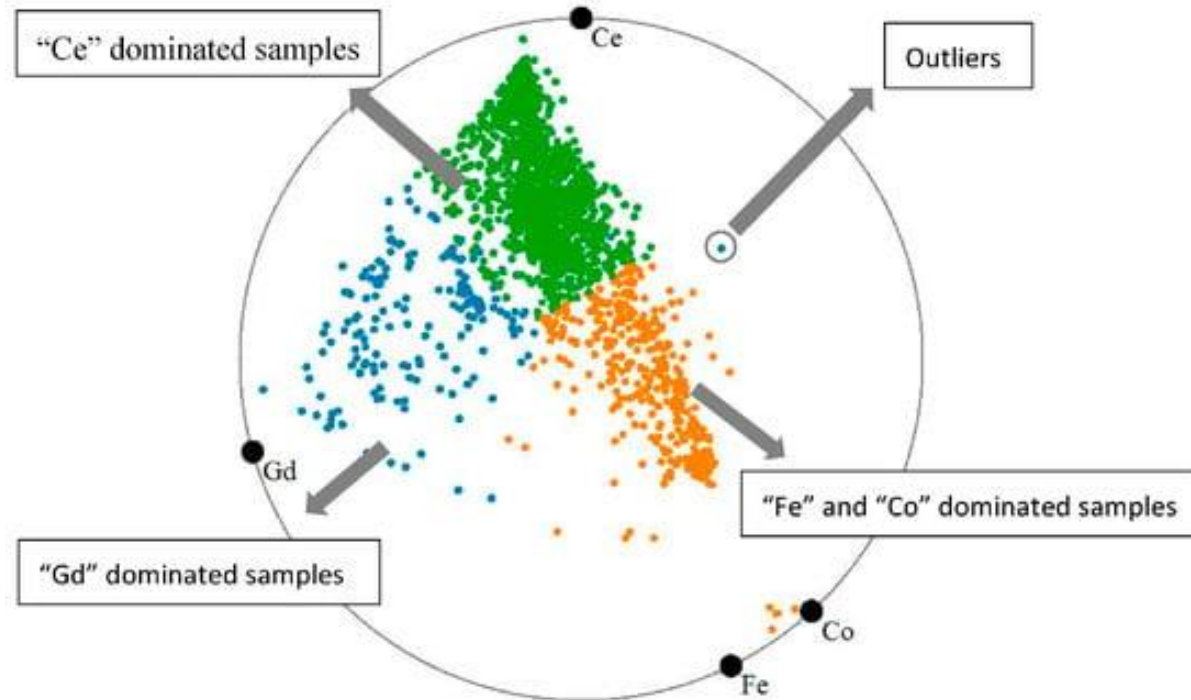 “Ce” dominated samples
Ce
Outliers
Gd
“Fe” and “Co” dominated samples
“Gd” dominated samples
Co
Fe